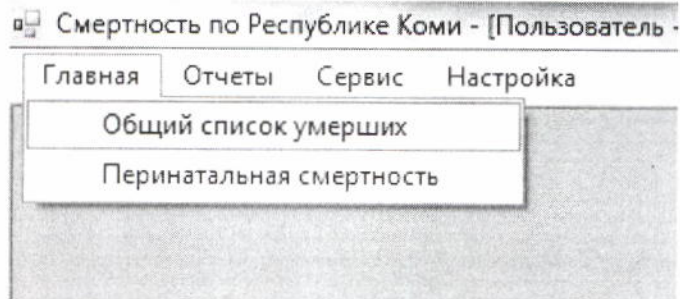 Смертность по Республике Коми - [Пользователь -
Главная Отчеты Сервис Настройка
Общий список умерших
Перинатальная смертность